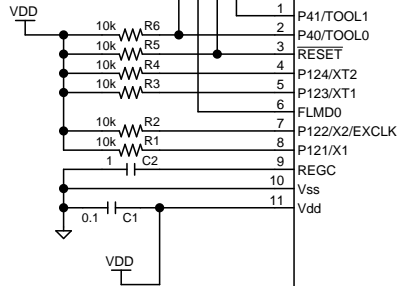 VDD
1 P41/TOOL1
10k R6 2 P40/TOOL0
10k R5 3 RESET
10k R4 4 P124/XT2
10k R3 5 P123/XT1
6 FLMD0
10k R2 7 P122/X2/EXCLK
10k R1 8 P121/X1
1 C2 9 REGC
10 Vss
0.1 C1 11 Vdd
VDD